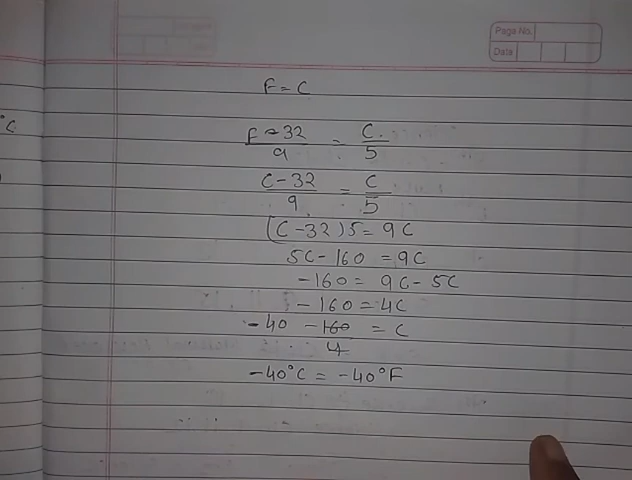 Page No.
Date
°C
F = C
F - 32 / 9 = C / 5
C - 32 / 9 = C / 5
(C - 32) 5 = 9C
5C - 160 = 9C
- 160 = 9C - 5C
- 160 = 4C
-40 - 160 / 4 = C
-40°C = -40°F